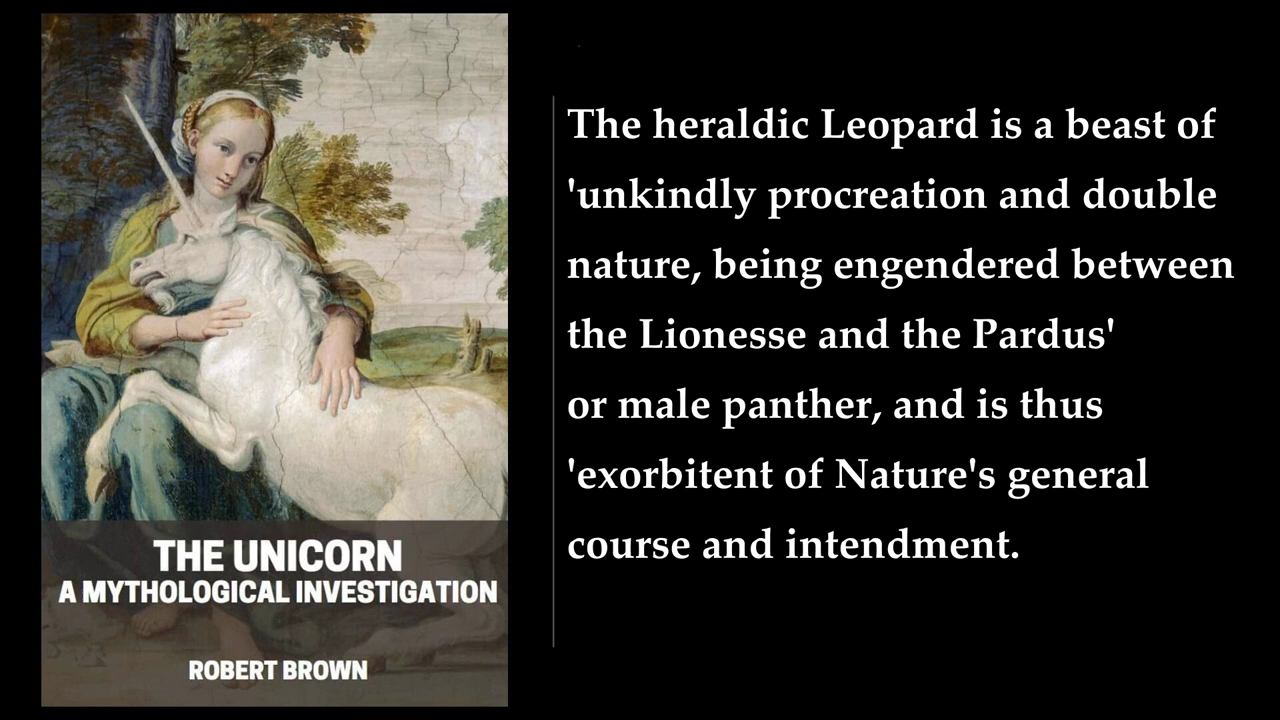 THE UNICORN
A MYTHOLOGICAL INVESTIGATION
ROBERT BROWN
The heraldic Leopard is a beast of
'unkindly procreation and double
nature, being engendered between
the Lionesse and the Pardus'
or male panther, and is thus
'exorbitent of Nature's general
course and intendment.